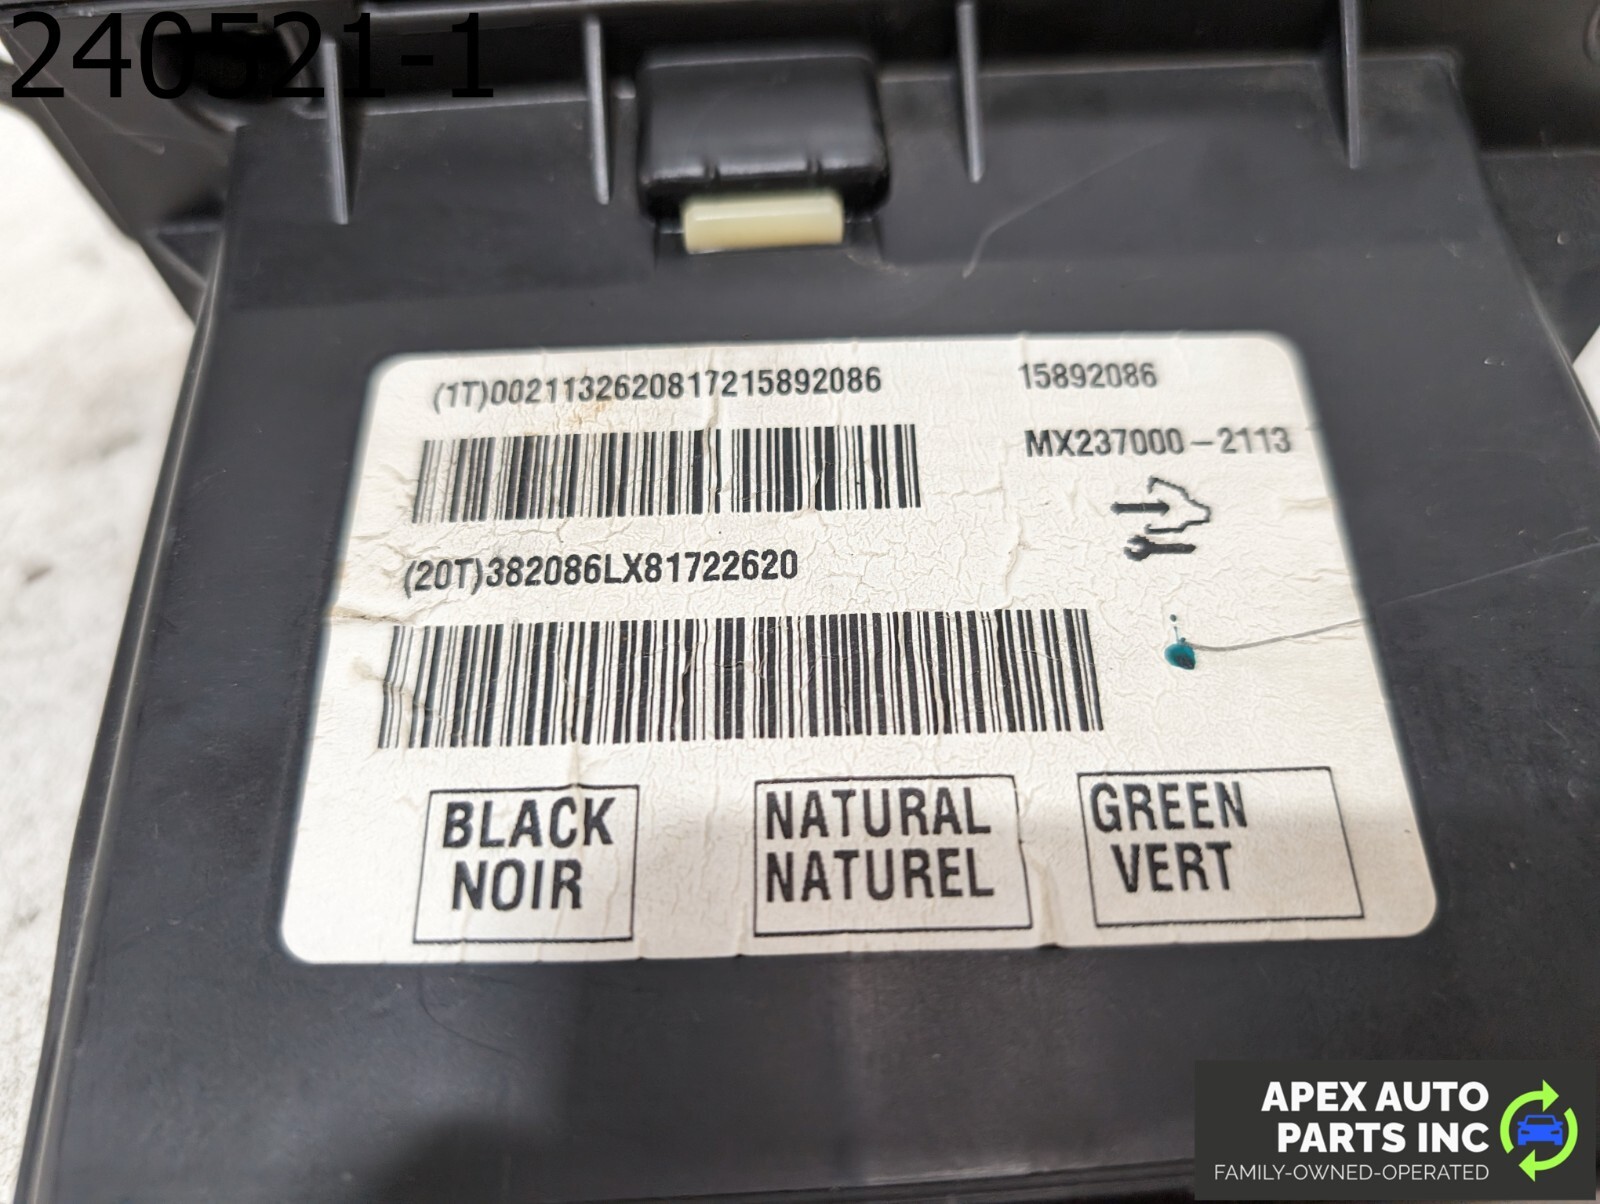 240521-1
(1T)0021132620817215892086
15892086
MX237000-2113
(20T)382086LX81722620
BLACK
NOIR
NATURAL
NATUREL
GREEN
VERT
APEX AUTO
PARTS INC
FAMILY-OWNED-OPERATED